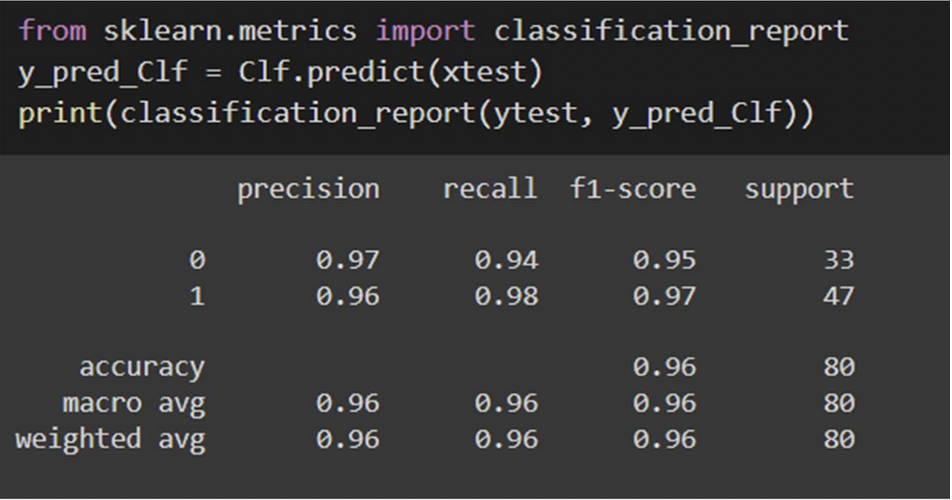 from sklearn.metrics import classification_report
y_pred_Clf = Clf.predict(xtest)
print(classification_report(ytest, y_pred_Clf))
precision recall f1-score support
0 0.97 0.94 0.95 33
1 0.96 0.98 0.97 47
accuracy 0.96 80
macro avg 0.96 0.96 0.96 80
weighted avg 0.96 0.96 0.96 80